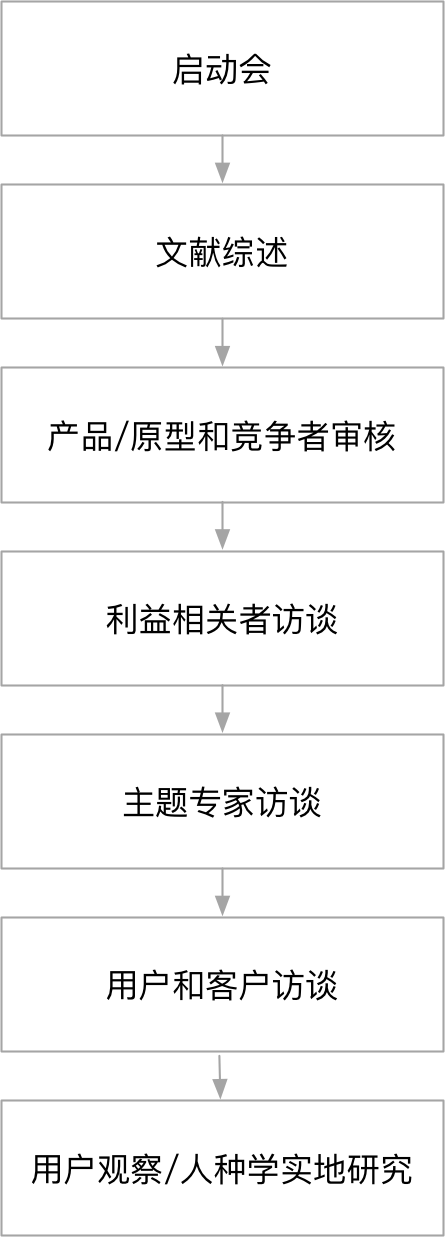 启动会
文献综述
产品/原型和竞争者审核
利益相关者访谈
主题专家访谈
用户和客户访谈
用户观察/人种学实地研究